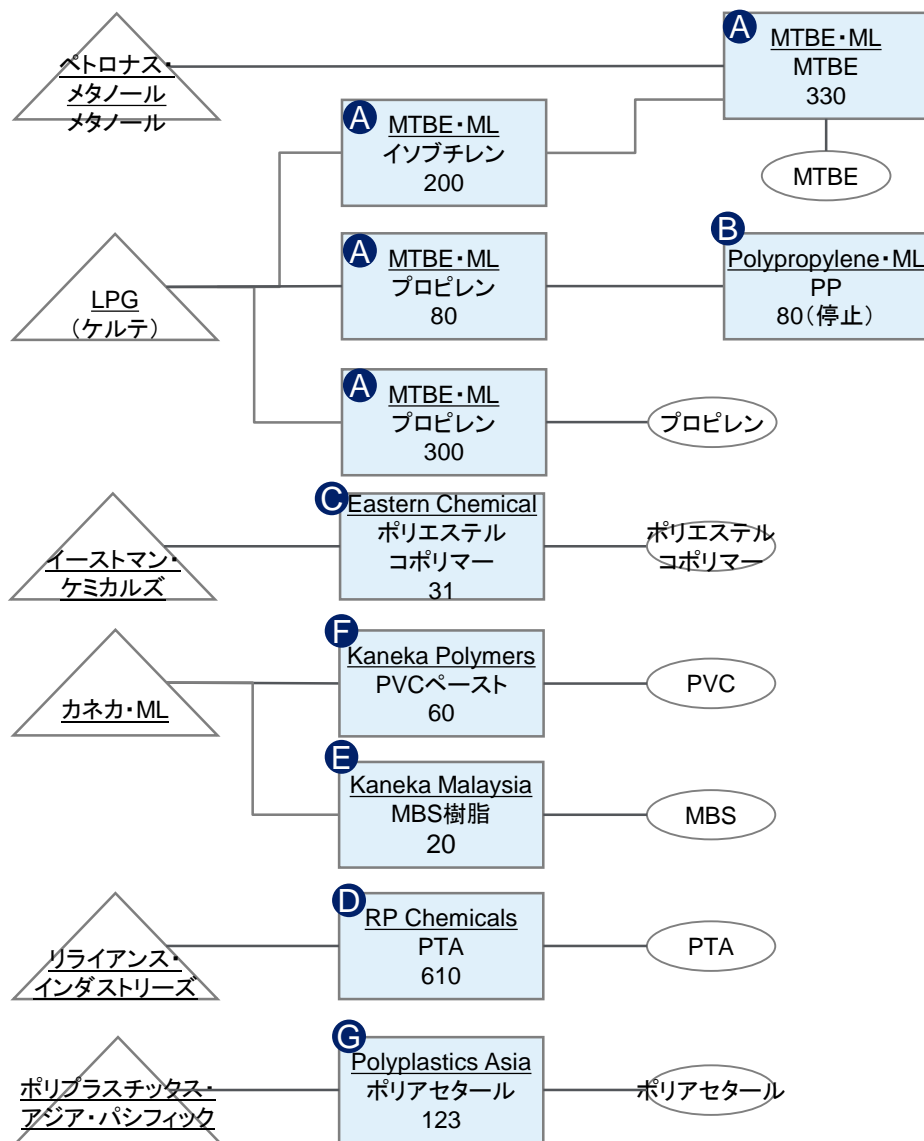 ペトロナス・
メタノール
メタノール
A
MTBE・ML
MTBE
330
MTBE
A
MTBE・ML
イソブチレン
200
LPG
（ケルテ）
A
MTBE・ML
プロピレン
80
B
Polypropylene・ML
PP
80（停止）
A
MTBE・ML
プロピレン
300
プロピレン
イーストマン・
ケミカルズ
C
Eastern Chemical
ポリエステル
コポリマー
31
ポリエステル
コポリマー
カネカ・ML
F
Kaneka Polymers
PVCペースト
60
PVC
E
Kaneka Malaysia
MBS樹脂
20
MBS
リライアンス・
インダストリーズ
D
RP Chemicals
PTA
610
PTA
ポリプラスチックス・
アジア・パシフィック
G
Polyplastics Asia
ポリアセタール
123
ポリアセタール